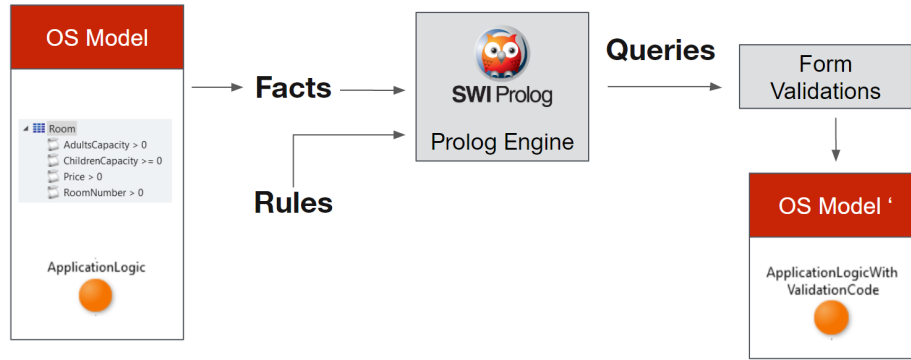 OS Model
Room
AdultsCapacity > 0
ChildrenCapacity >= 0
Price > 0
RoomNumber > 0
ApplicationLogic
Facts
Rules
SWI Prolog
Prolog Engine
Queries
Form
Validations
OS Model ‘
ApplicationLogicWith
ValidationCode